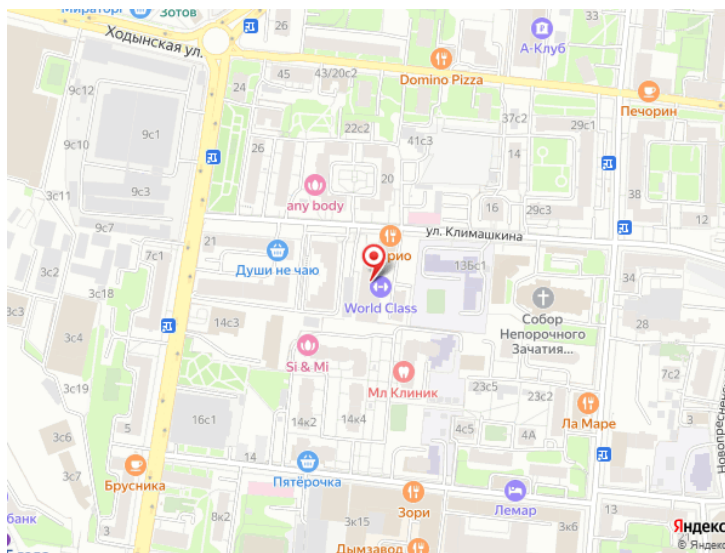 Мираторг
Зотов
Ходынская ул.
А-Клуб
45
43/20с2
Domino Pizza
9с12
24
Печорин
37с2
9с1
22с2
29с1
12
9с10
26
41с3
14
3с11
9с3
20
38
any body
16
29с3
9с7
ул. Климашкина
7с1
21
рио
3с2
Души не чаю
13Бс1
3с18
World Class
Собор
34
3с4
14с3
Непорочного
28
Зачатия...
Si & Mi
7с2
3с19
Мл Клиник
23с5
23с2
16с1
14к2
14к4
Ла Маре
5
4с5
4А
3с6
14
Брусника
Пятёрочка
Лемар
13
банк
3
8к2
Зори
3к15
3к6
Яндекс
Дымзавод
21
© Яндекс